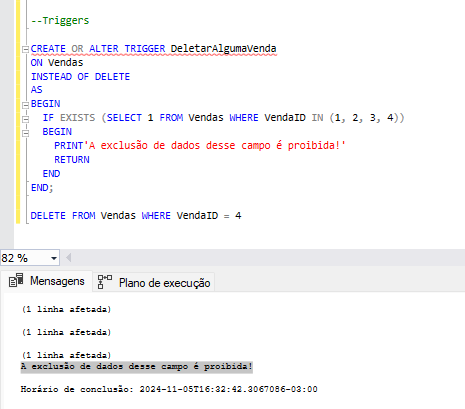 --Triggers
CREATE OR ALTER TRIGGER DeletarAlgumaVenda
ON Vendas
INSTEAD OF DELETE
AS
BEGIN
IF EXISTS (SELECT 1 FROM Vendas WHERE VendaID IN (1, 2, 3, 4))
BEGIN
PRINT'A exclusão de dados desse campo é proibida!'
RETURN
END
END;
DELETE FROM Vendas WHERE VendaID = 4
82 %
Mensagens Plano de execução
(1 linha afetada)
(1 linha afetada)
(1 linha afetada)
A exclusão de dados desse campo é proibida!
Horário de conclusão: 2024-11-05T16:32:42.3067086-03:00